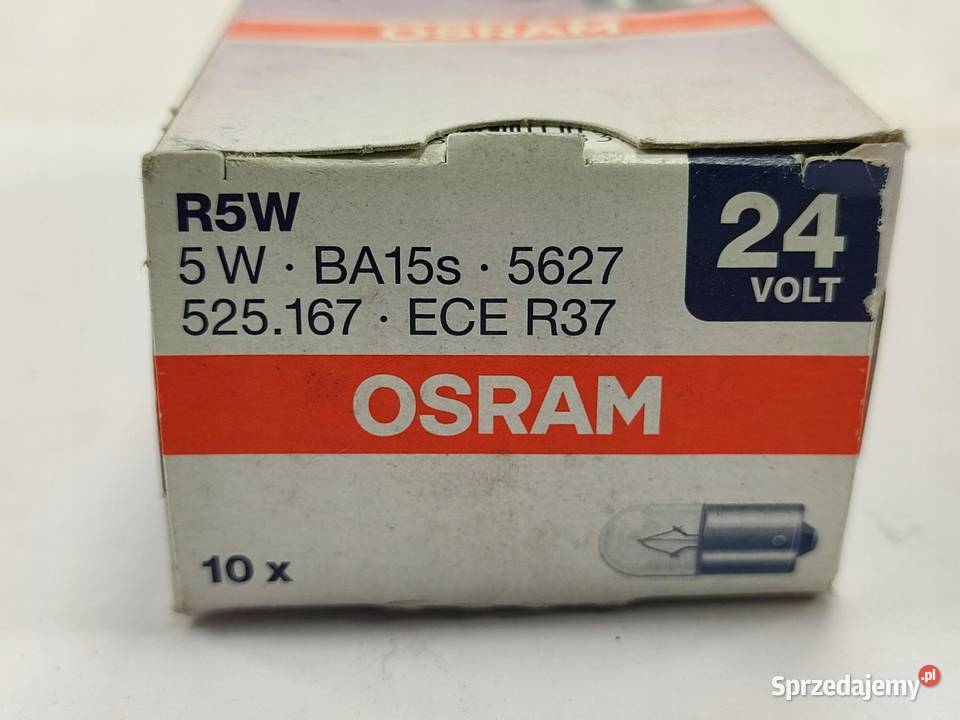 OSRAM
R5W
24
VOLT
5 W · BA15s · 5627
525.167 · ECE R37
OSRAM
10 x
Sprzedajemy.pl